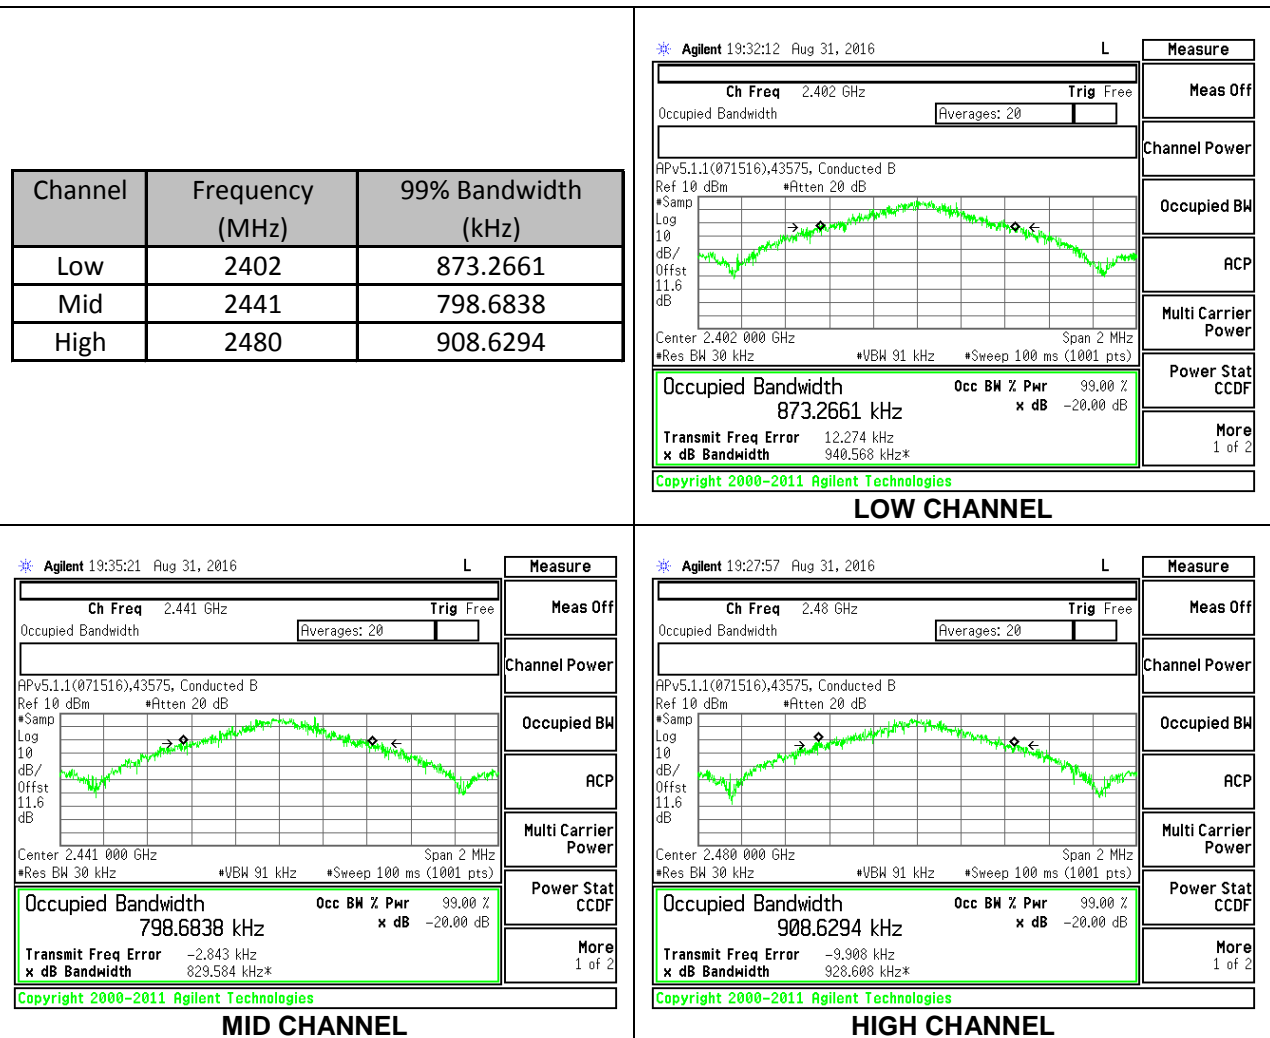 Channel Frequency (MHz) 99% Bandwidth (kHz)
Low 2402 873.2661
Mid 2441 798.6838
High 2480 908.6294
Agilent 19:32:12 Aug 31, 2016 L Measure
Ch Freq 2.402 GHz Trig Free
Occupied Bandwidth Averages: 20
APv5.1.1(071516),43575, Conducted B
Ref 10 dBm #Atten 20 dB
#Samp
Log
10
dB/
Offst
11.6
dB
Center 2.402 000 GHz Span 2 MHz
#Res BW 30 kHz #VBW 91 kHz #Sweep 100 ms (1001 pts)
Occupied Bandwidth Occ BW % Pwr 99.00 %
873.2661 kHz x dB -20.00 dB
Transmit Freq Error 12.274 kHz
x dB Bandwidth 940.568 kHz*
Copyright 2000-2011 Agilent Technologies
Meas Off
Channel Power
Occupied BW
ACP
Multi Carrier
Power
Power Stat
CCDF
More
1 of 2
LOW CHANNEL
Agilent 19:35:21 Aug 31, 2016 L Measure
Ch Freq 2.441 GHz Trig Free
Occupied Bandwidth Averages: 20
APv5.1.1(071516),43575, Conducted B
Ref 10 dBm #Atten 20 dB
#Samp
Log
10
dB/
Offst
11.6
dB
Center 2.441 000 GHz Span 2 MHz
#Res BW 30 kHz #VBW 91 kHz #Sweep 100 ms (1001 pts)
Occupied Bandwidth Occ BW % Pwr 99.00 %
798.6838 kHz x dB -20.00 dB
Transmit Freq Error -2.843 kHz
x dB Bandwidth 829.584 kHz*
Copyright 2000-2011 Agilent Technologies
Meas Off
Channel Power
Occupied BW
ACP
Multi Carrier
Power
Power Stat
CCDF
More
1 of 2
MID CHANNEL
Agilent 19:27:57 Aug 31, 2016 L Measure
Ch Freq 2.48 GHz Trig Free
Occupied Bandwidth Averages: 20
APv5.1.1(071516),43575, Conducted B
Ref 10 dBm #Atten 20 dB
#Samp
Log
10
dB/
Offst
11.6
dB
Center 2.480 000 GHz Span 2 MHz
#Res BW 30 kHz #VBW 91 kHz #Sweep 100 ms (1001 pts)
Occupied Bandwidth Occ BW % Pwr 99.00 %
908.6294 kHz x dB -20.00 dB
Transmit Freq Error -9.908 kHz
x dB Bandwidth 928.608 kHz*
Copyright 2000-2011 Agilent Technologies
Meas Off
Channel Power
Occupied BW
ACP
Multi Carrier
Power
Power Stat
CCDF
More
1 of 2
HIGH CHANNEL